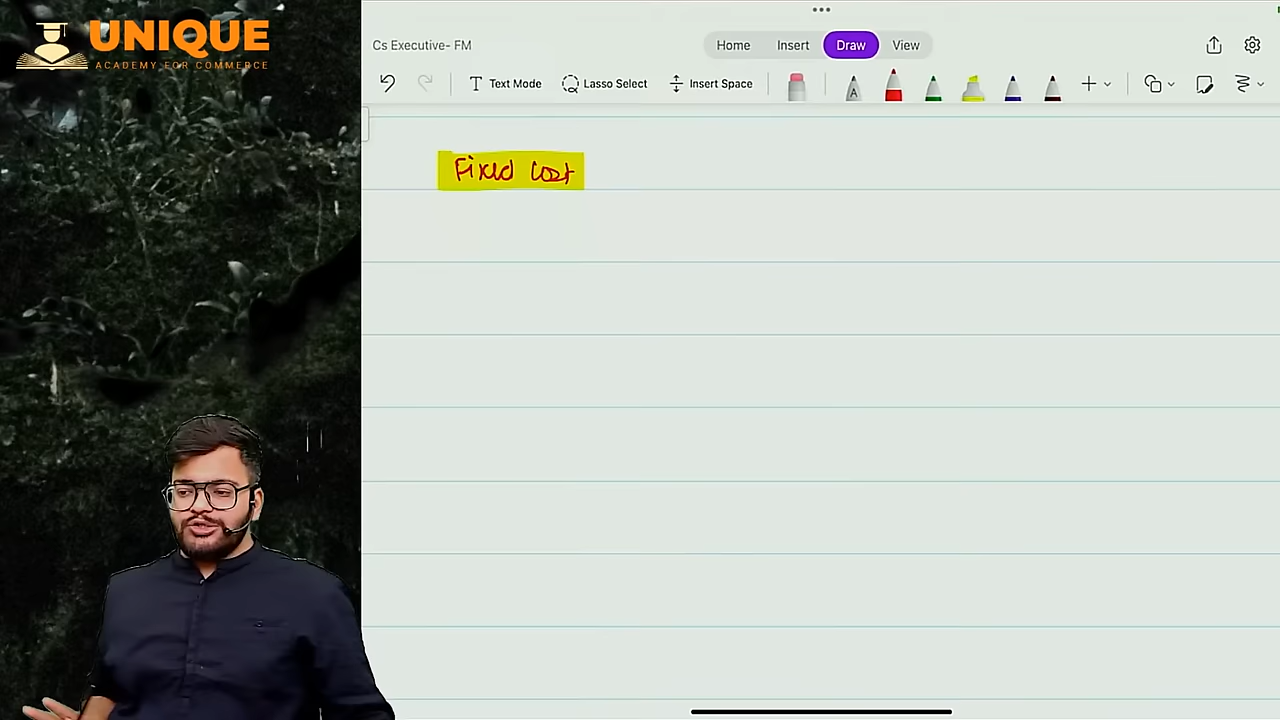 UNIQUE
ACADEMY FOR COMMERCE
Cs Executive- FM
Home Insert Draw View
Text Mode Lasso Select Insert Space
A
Fixed Cost